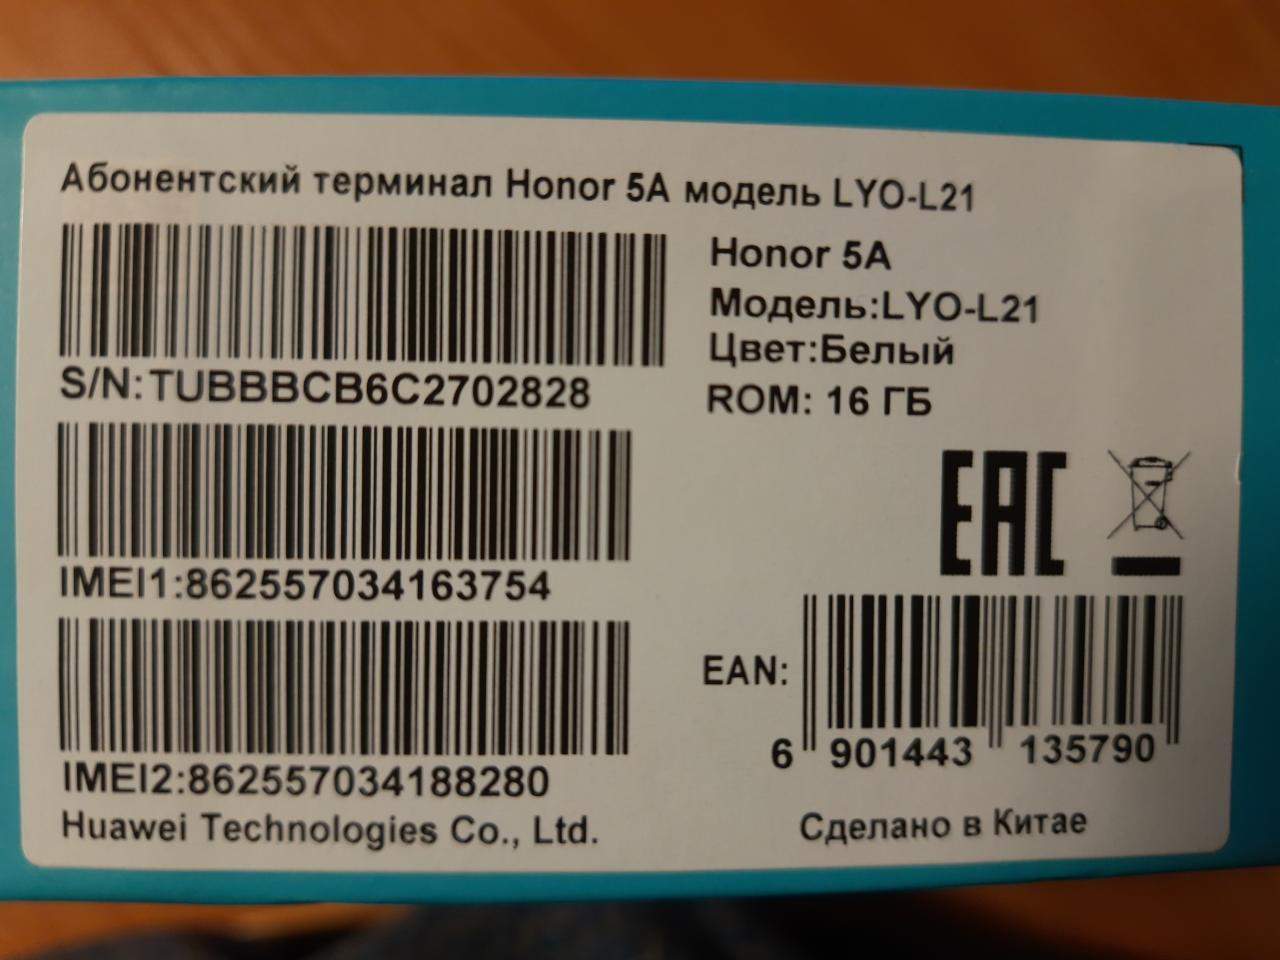 Абонентский терминал Honor 5A модель LYO-L21
S/N:TUBBBCB6C2702828
IMEI1:862557034163754
IMEI2:862557034188280
Huawei Technologies Co., Ltd.
Honor 5A
Модель:LYO-L21
Цвет:Белый
ROM: 16 ГБ
EAC
EAN:
6 901443 135790
Сделано в Китае